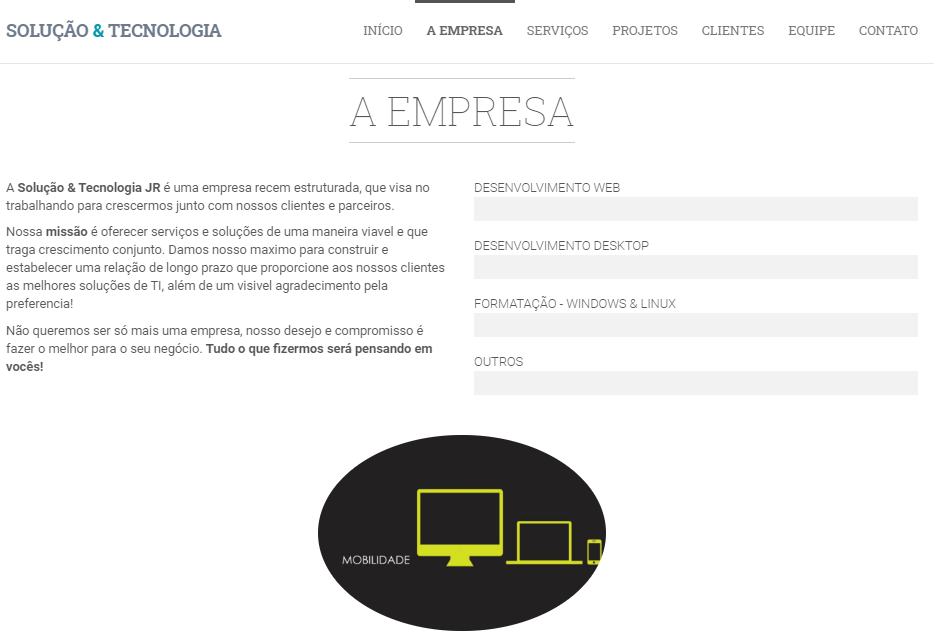 SOLUÇÃO & TECNOLOGIA
INÍCIO A EMPRESA SERVIÇOS PROJETOS CLIENTES EQUIPE CONTATO
A EMPRESA
A Solução & Tecnologia JR é uma empresa recem estruturada, que visa no
trabalhando para crescermos junto com nossos clientes e parceiros.
Nossa missão é oferecer serviços e soluções de uma maneira viavel e que
traga crescimento conjunto. Damos nosso maximo para construir e
estabelecer uma relação de longo prazo que proporcione aos nossos clientes
as melhores soluções de TI, além de um visivel agradecimento pela
preferencia!
Não queremos ser só mais uma empresa, nosso desejo e compromisso é
fazer o melhor para o seu negócio. Tudo o que fizermos será pensando em
vocês!
DESENVOLVIMENTO WEB
DESENVOLVIMENTO DESKTOP
FORMATAÇÃO - WINDOWS & LINUX
OUTROS
MOBILIDADE